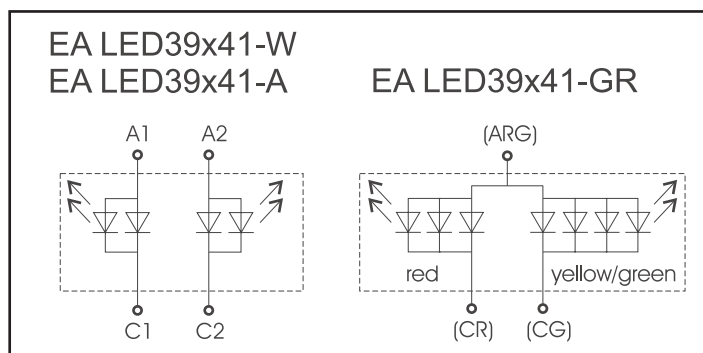 EA LED39x41-W
EA LED39x41-A
EA LED39x41-GR
A1 A2
(ARG)
red
yellow/green
C1 C2
(CR) (CG)